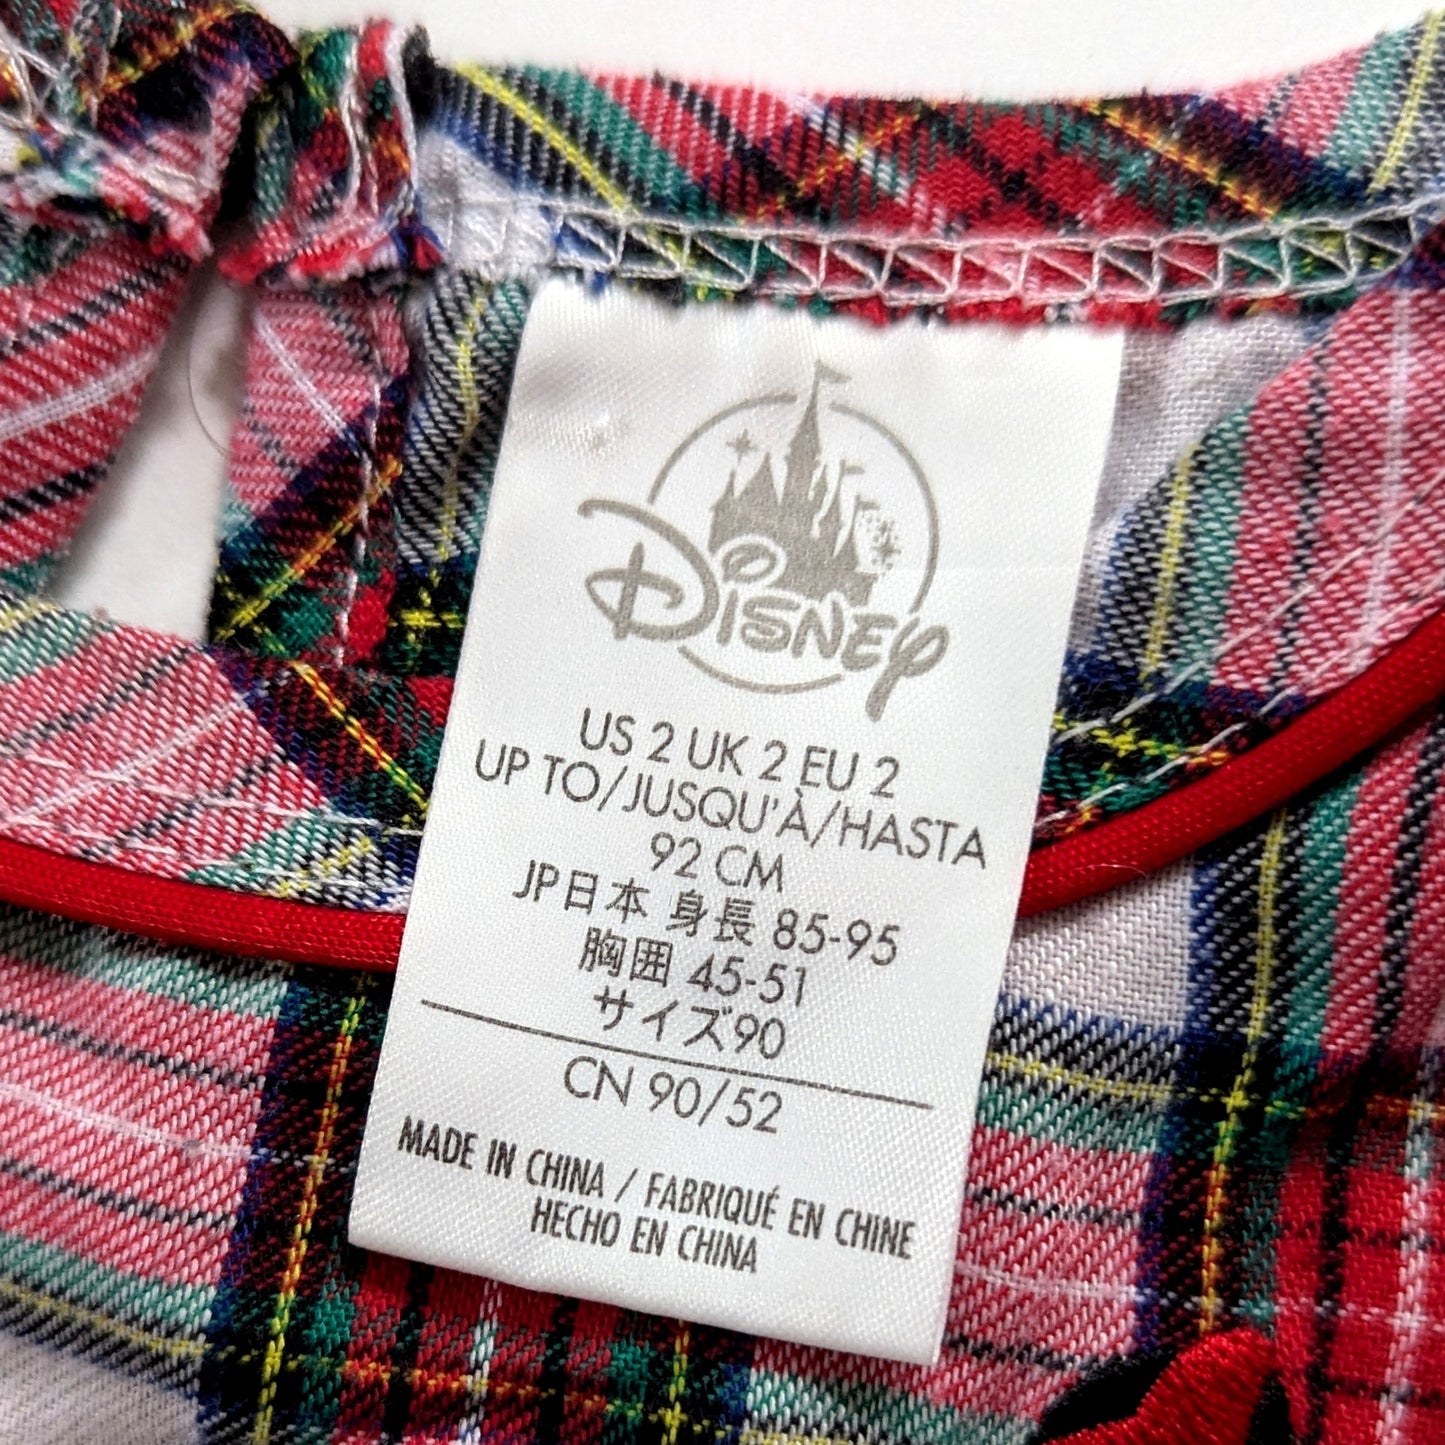 DISNEY
US 2 UK 2 EU 2
UP TO/JUSQU'À/HASTA
92 CM
JP日本 身長 85-95
胸囲 45-51
サイズ90
CN 90/52
MADE IN CHINA / FABRIQUÉ EN CHINE
HECHO EN CHINA